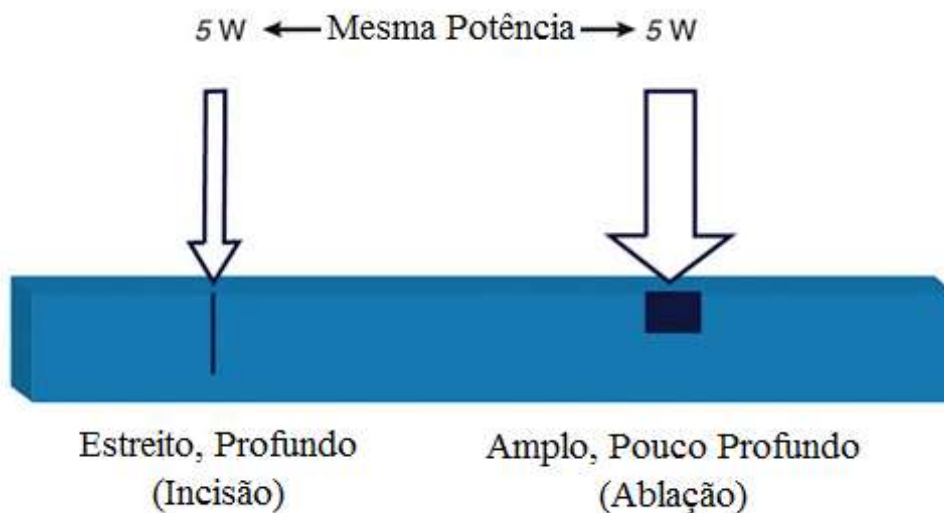 5 W ←Mesma Potência→ 5 W
Estreito, Profundo
(Incisão)
Amplo, Pouco Profundo
(Ablação)